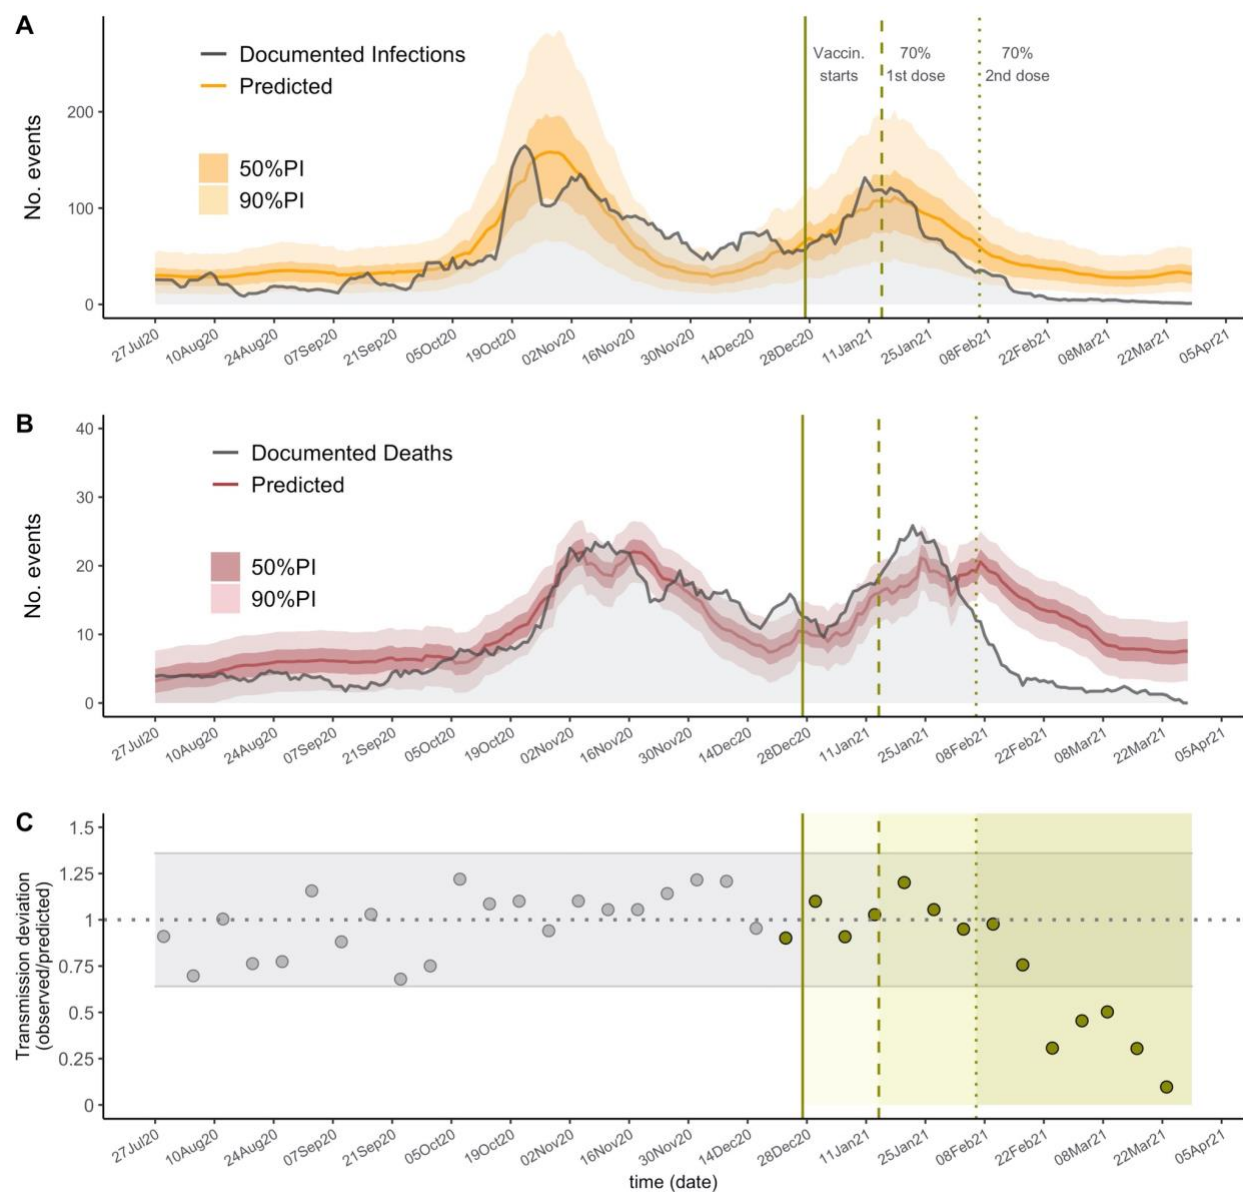 A
Documented Infections
Predicted
50%PI
90%PI
Vaccin.
starts
70%
1st dose
70%
2nd dose
No. events
200
100
0
27Jul20 10Aug20 24Aug20 07Sep20 21Sep20 05Oct20 19Oct20 02Nov20 16Nov20 30Nov20 14Dec20 28Dec20 11Jan21 25Jan21 08Feb21 22Feb21 08Mar21 22Mar21 05Apr21
B
Documented Deaths
Predicted
50%PI
90%PI
No. events
40
30
20
10
0
27Jul20 10Aug20 24Aug20 07Sep20 21Sep20 05Oct20 19Oct20 02Nov20 16Nov20 30Nov20 14Dec20 28Dec20 11Jan21 25Jan21 08Feb21 22Feb21 08Mar21 22Mar21 05Apr21
C
Transmission deviation
(observed/predicted)
1.5
1.25
1
0.75
0.5
0.25
0
27Jul20 10Aug20 24Aug20 07Sep20 21Sep20 05Oct20 19Oct20 02Nov20 16Nov20 30Nov20 14Dec20 28Dec20 11Jan21 25Jan21 08Feb21 22Feb21 08Mar21 22Mar21 05Apr21
time (date)